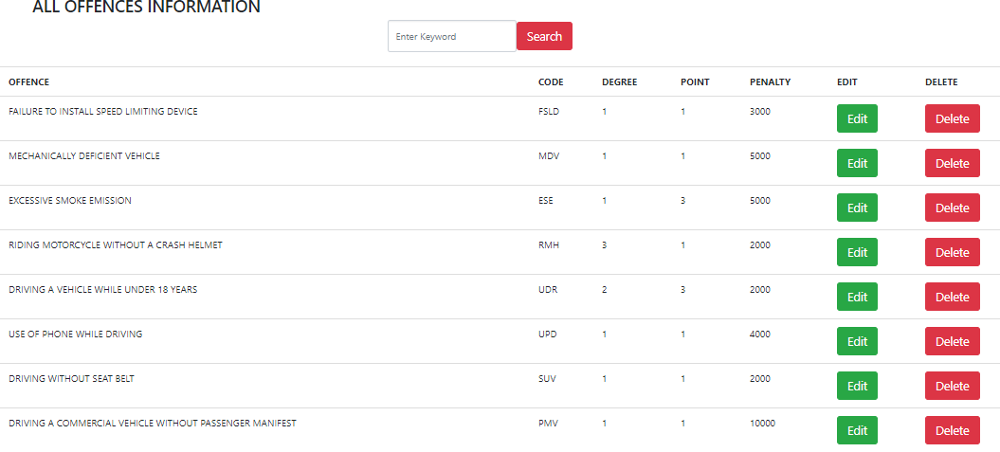 ALL OFFENCES INFORMATION
Enter Keyword Search
OFFENCE CODE DEGREE POINT PENALTY EDIT DELETE
FAILURE TO INSTALL SPEED LIMITING DEVICE FSLD 1 1 3000 Edit Delete
MECHANICALLY DEFICIENT VEHICLE MDV 1 1 5000 Edit Delete
EXCESSIVE SMOKE EMISSION ESE 1 3 5000 Edit Delete
RIDING MOTORCYCLE WITHOUT A CRASH HELMET RMH 3 1 2000 Edit Delete
DRIVING A VEHICLE WHILE UNDER 18 YEARS UDR 2 3 2000 Edit Delete
USE OF PHONE WHILE DRIVING UPD 1 1 4000 Edit Delete
DRIVING WITHOUT SEAT BELT SUV 1 1 2000 Edit Delete
DRIVING A COMMERCIAL VEHICLE WITHOUT PASSENGER MANIFEST PMV 1 1 10000 Edit Delete